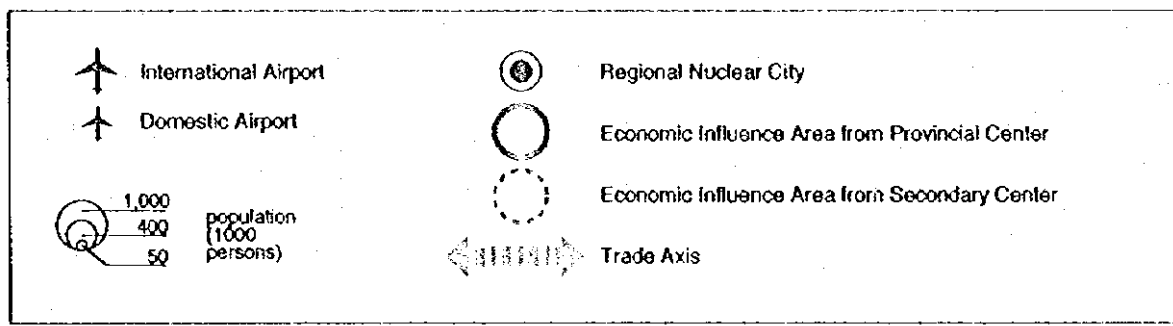 International Airport
Domestic Airport
1,000
400
50
population
(1000
persons)
Regional Nuclear City
Economic Influence Area from Provincial Center
Economic Influence Area from Secondary Center
Trade Axis